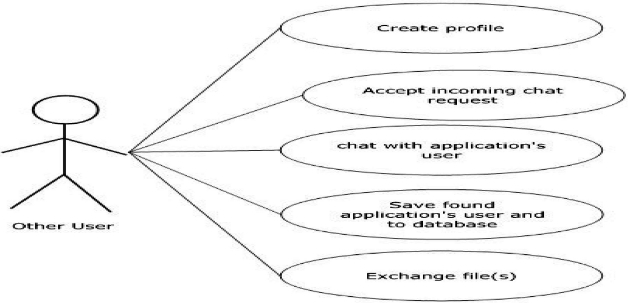 Create profile
Accept incoming chat
request
chat with application's
user
Save found
application's user and
to database
Exchange file(s)
Other User